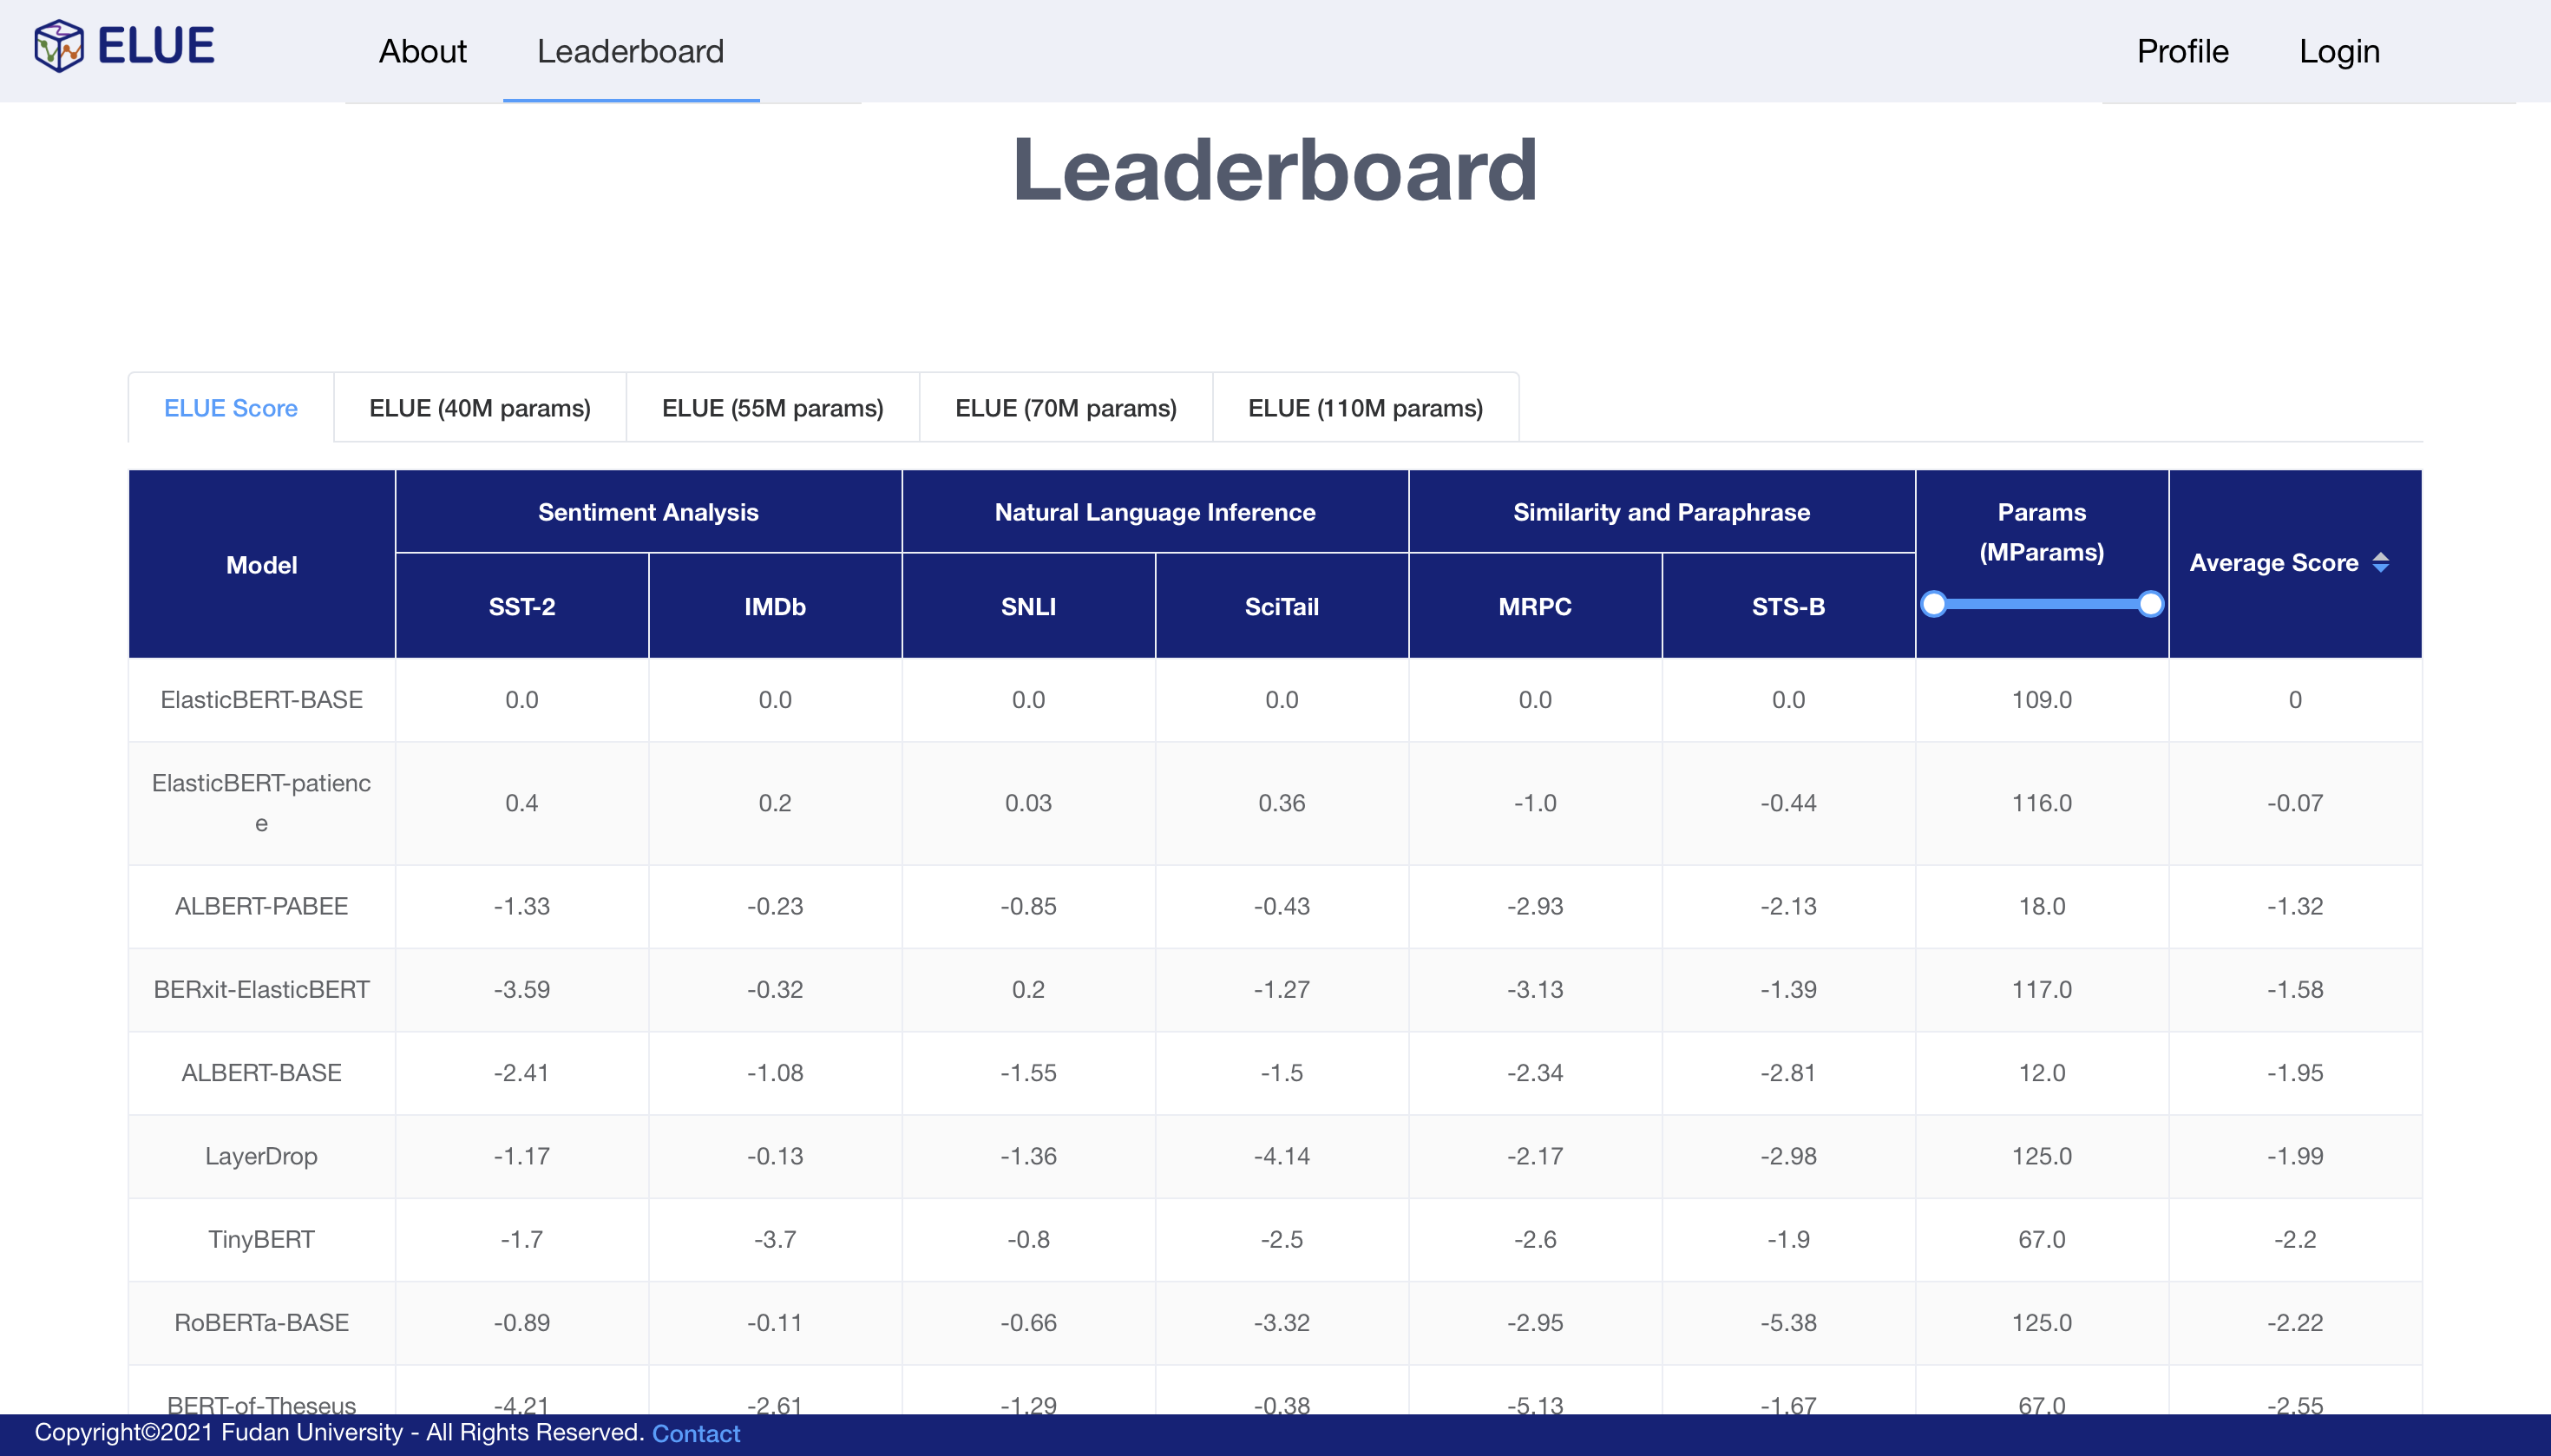 ELUE
About Leaderboard Profile Login
Leaderboard
ELUE Score ELUE (40M params) ELUE (55M params) ELUE (70M params) ELUE (110M params)
Model Sentiment Analysis Natural Language Inference Similarity and Paraphrase Params (MParams) Average Score
SST-2 IMDb SNLI SciTail MRPC STS-B
ElasticBERT-BASE 0.0 0.0 0.0 0.0 0.0 0.0 109.0 0
ElasticBERT-patienc
e 0.4 0.2 0.03 0.36 -1.0 -0.44 116.0 -0.07
ALBERT-PABEE -1.33 -0.23 -0.85 -0.43 -2.93 -2.13 18.0 -1.32
BERxit-ElasticBERT -3.59 -0.32 0.2 -1.27 -3.13 -1.39 117.0 -1.58
ALBERT-BASE -2.41 -1.08 -1.55 -1.5 -2.34 -2.81 12.0 -1.95
LayerDrop -1.17 -0.13 -1.36 -4.14 -2.17 -2.98 125.0 -1.99
TinyBERT -1.7 -3.7 -0.8 -2.5 -2.6 -1.9 67.0 -2.2
RoBERTa-BASE -0.89 -0.11 -0.66 -3.32 -2.95 -5.38 125.0 -2.22
BERT-of-Theseus -4.21 -2.61 -1.29 -0.38 -5.13 -1.67 67.0 -2.55
Copyright©2021 Fudan University - All Rights Reserved. Contact